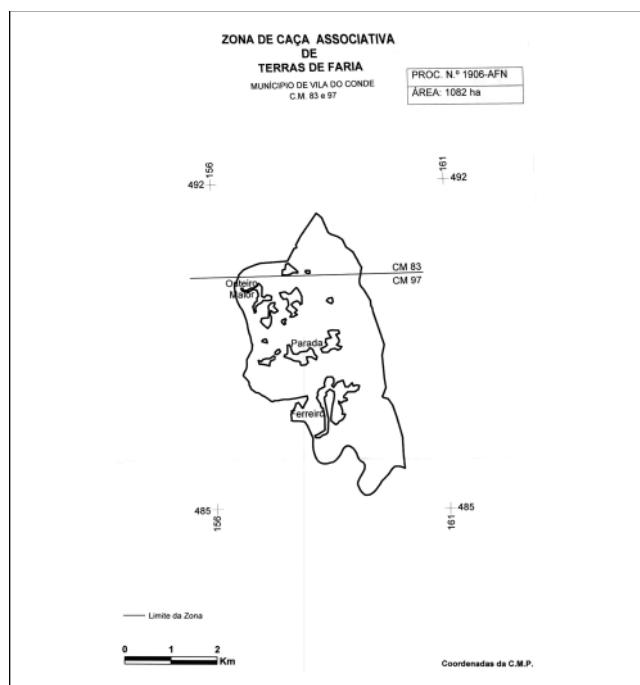 ZONA DE CAÇA ASSOCIATIVA
DE
TERRAS DE FARIA
MUNÍCIPIO DE VILA DO CONDE
C.M. 83 e 97
PROC. N.º 1906-AFN
ÁREA: 1082 ha
156
492
161
492
CM 83
CM 97
Outeiro
Maior
Parada
Ferreiró
485
156
485
161
Limite da Zona
0 1 2
Km
Coordenadas da C.M.P.